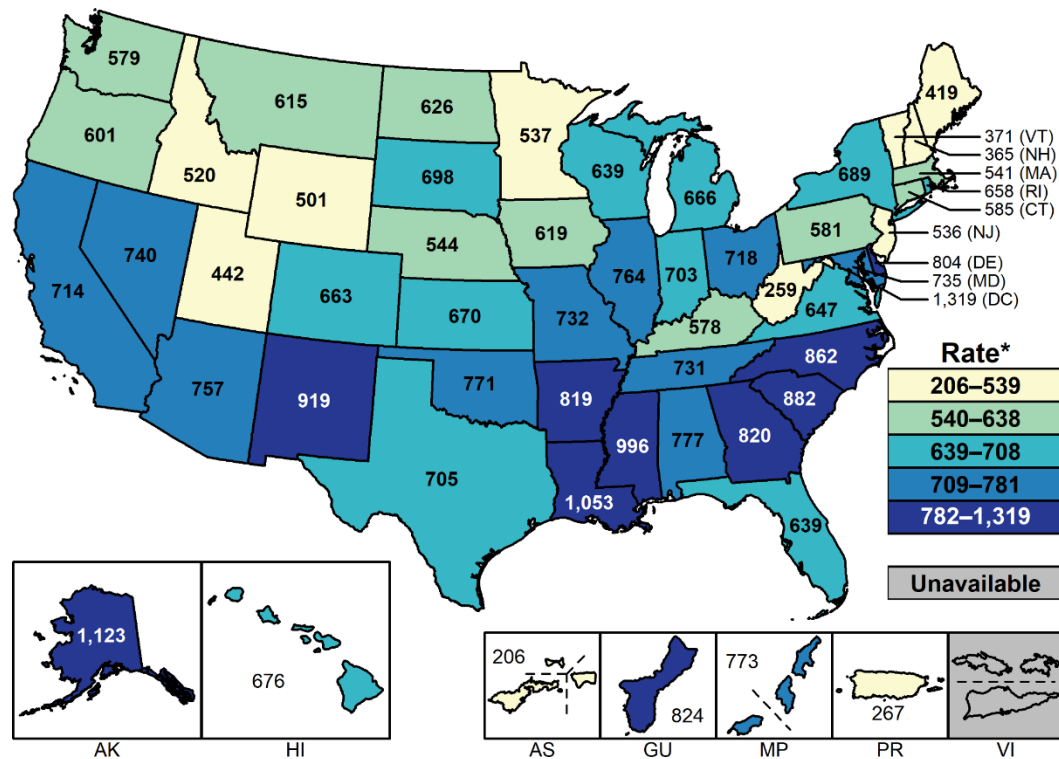 579
615
626
537
419
601
520
501
698
639
666
689
371 (VT)
365 (NH)
541 (MA)
658 (RI)
585 (CT)
536 (NJ)
804 (DE)
735 (MD)
1,319 (DC)
714
740
442
663
544
619
764
703
718
581
259
647
670
732
578
757
919
771
819
731
862
882
705
1,053
996
777
820
639
Rate*
206–539
540–638
639–708
709–781
782–1,319
Unavailable
1,123
AK
676
HI
206
AS
824
GU
773
MP
267
PR
VI